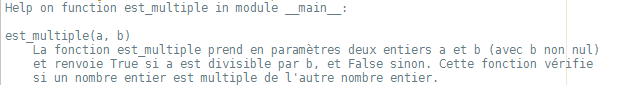 Help on function est_multiple in module __main__:
est_multiple(a, b)
La fonction est_multiple prend en paramètres deux entiers a et b (avec b non nul)
et renvoie True si a est divisible par b, et False sinon. Cette fonction vérifie
si un nombre entier est multiple de l'autre nombre entier.